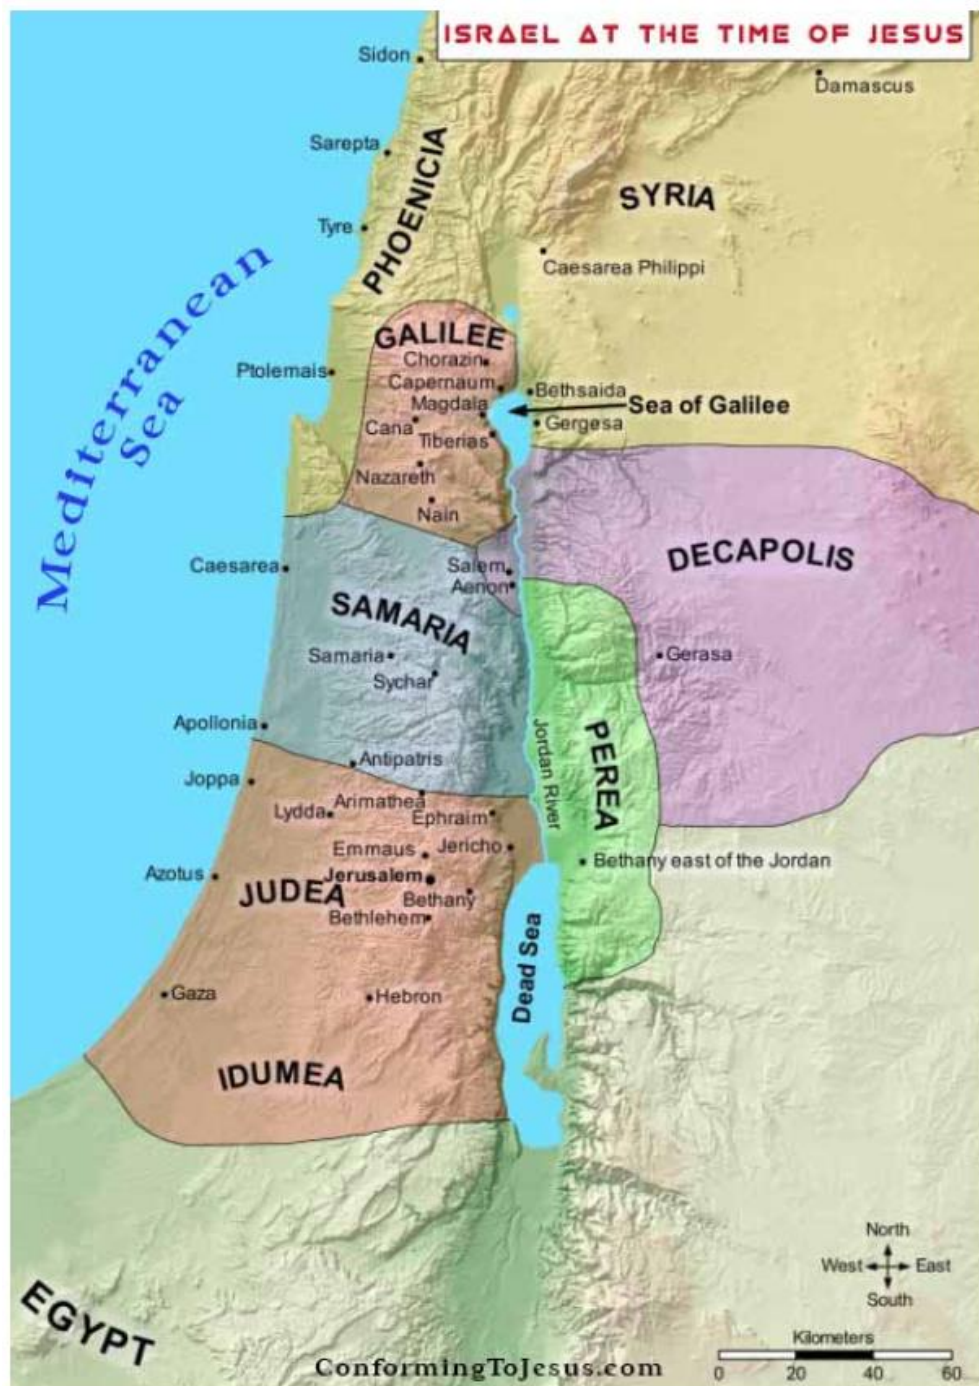 ISRAEL AT THE TIME OF JESUS
Sidon
Damascus
Sarepta
PHOENICIA
SYRIA
Tyre
Caesarea Philippi
Mediterranean
Sea
GALILEE
Chorazin
Ptolemais
Capernaum
Bethsaida
Magdala
Sea of Galilee
Cana
Gergesa
Tiberias
Nazareth
Nain
DECAPOLIS
Caesarea
Salem
Aenon
SAMARIA
Samaria
Gerasa
Sychar
Apollonia
Jordan River
PEREA
Antipatris
Joppa
Arimathea
Lydda
Ephraim
Emmaus
Jericho
Bethany east of the Jordan
Azotus
Jerusalem
JUDEA
Bethany
Bethlehem
Dead Sea
Gaza
Hebron
IDUMEA
North
West
East
South
EGYPT
Kilometers
ConformingToJesus.com
0 20 40 60